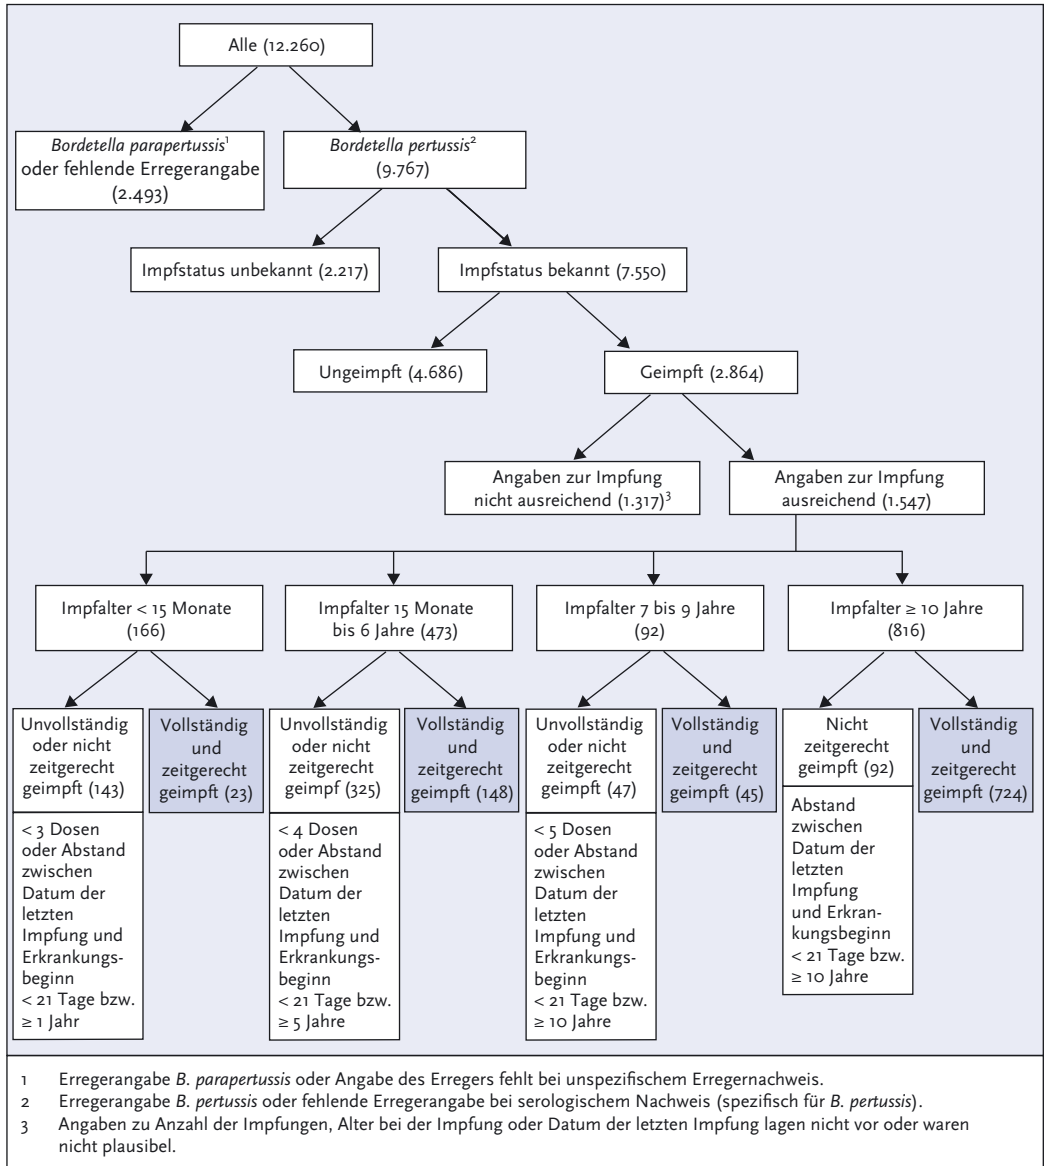 Alle (12.260)
Bordetella parapertussis¹
oder fehlende Erregerangabe
(2.493)
Bordetella pertussis²
(9.767)
Impfstatus unbekannt (2.217)
Impfstatus bekannt (7.550)
Ungeimpft (4.686)
Geimpft (2.864)
Angaben zur Impfung
nicht ausreichend (1.317)³
Angaben zur Impfung
ausreichend (1.547)
Impfalter < 15 Monate
(166)
Impfalter 15 Monate
bis 6 Jahre (473)
Impfalter 7 bis 9 Jahre
(92)
Impfalter ≥ 10 Jahre
(816)
Unvollständig
oder nicht
zeitgerecht
geimpft (143)
Vollständig
und
zeitgerecht
geimpft (23)
Unvollständig
oder nicht
zeitgerecht
geimpf (325)
Vollständig
und
zeitgerecht
geimpft (148)
Unvollständig
oder nicht
zeitgerecht
geimpft (47)
Vollständig
und
zeitgerecht
geimpft (45)
Nicht
zeitgerecht
geimpft (92)
Vollständig
und
zeitgerecht
geimpft (724)
< 3 Dosen
oder Abstand
zwischen
Datum der
letzten
Impfung und
Erkrankungs-
beginn
< 21 Tage bzw.
≥ 1 Jahr
< 4 Dosen
oder Abstand
zwischen
Datum der
letzten
Impfung und
Erkrankungs-
beginn
< 21 Tage bzw.
≥ 5 Jahre
< 5 Dosen
oder Abstand
zwischen
Datum der
letzten
Impfung und
Erkrankungs-
beginn
< 21 Tage bzw.
≥ 10 Jahre
Abstand
zwischen
Datum der
letzten
Impfung
und Erkran-
kungsbeginn
< 21 Tage bzw.
≥ 10 Jahre
1 Erregerangabe B. parapertussis oder Angabe des Erregers fehlt bei unspezifischem Erregernachweis.
2 Erregerangabe B. pertussis oder fehlende Erregerangabe bei serologischem Nachweis (spezifisch für B. pertussis).
3 Angaben zu Anzahl der Impfungen, Alter bei der Impfung oder Datum der letzten Impfung lagen nicht vor oder waren
nicht plausibel.